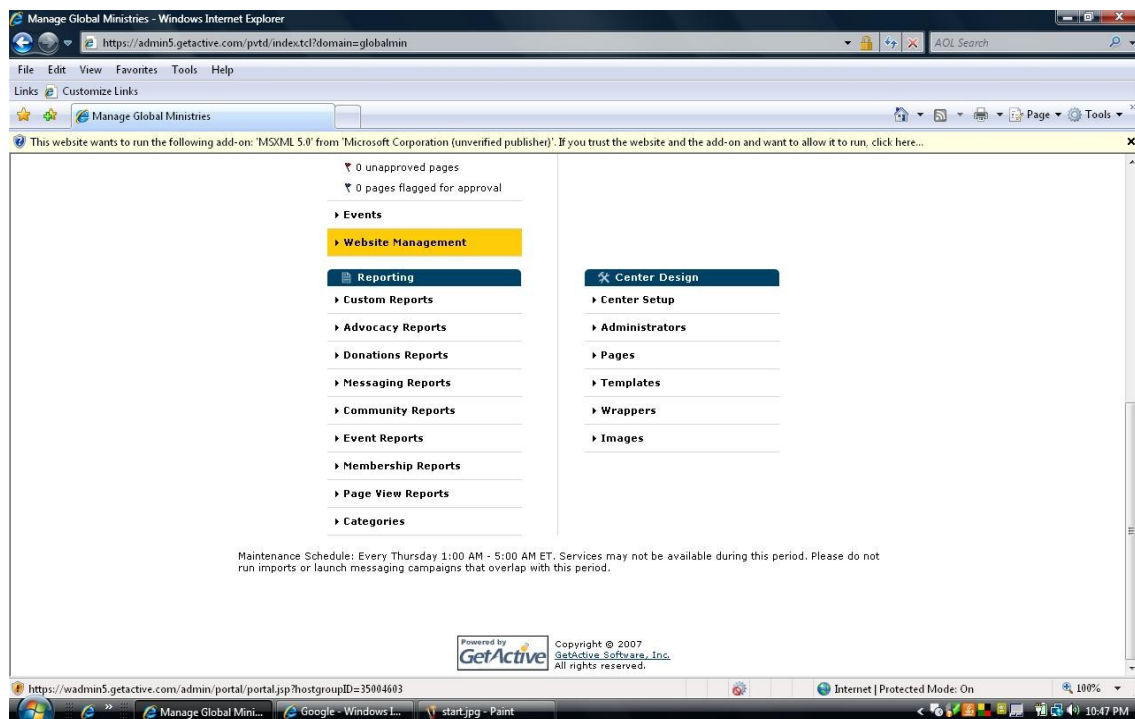 Manage Global Ministries - Windows Internet Explorer
https://admin5.getactive.com/pvtd/index.tcl?domain=globalmin
AOL Search
File Edit View Favorites Tools Help
Links Customize Links
Manage Global Ministries
Page Tools
This website wants to run the following add-on: 'MSXML 5.0' from 'Microsoft Corporation (unverified publisher)'. If you trust the website and the add-on and want to allow it to run, click here...
0 unapproved pages
0 pages flagged for approval
Events
Website Management
Reporting
Custom Reports
Advocacy Reports
Donations Reports
Messaging Reports
Community Reports
Event Reports
Membership Reports
Page View Reports
Categories
Center Design
Center Setup
Administrators
Pages
Templates
Wrappers
Images
Maintenance Schedule: Every Thursday 1:00 AM - 5:00 AM ET. Services may not be available during this period. Please do not
run imports or launch messaging campaigns that overlap with this period.
Powered by
GetActive
Copyright © 2007
GetActive Software, Inc.
All rights reserved.
https://wadmin5.getactive.com/admin/portal/portal.jsp?hostgroupID=35004603
Internet | Protected Mode: On
100%
Manage Global Mini...
Google - Windows I...
start.jpg - Paint
10:47 PM